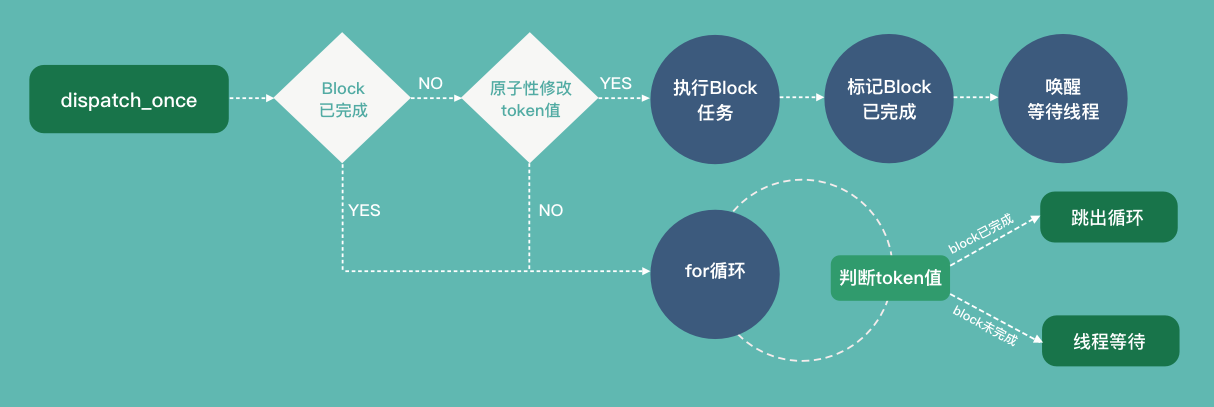 dispatch_once
Block
已完成
NO
原子性修改
token值
YES
执行Block
任务
标记Block
已完成
唤醒
等待线程
YES
NO
for循环
判断token值
block已完成
跳出循环
block未完成
线程等待